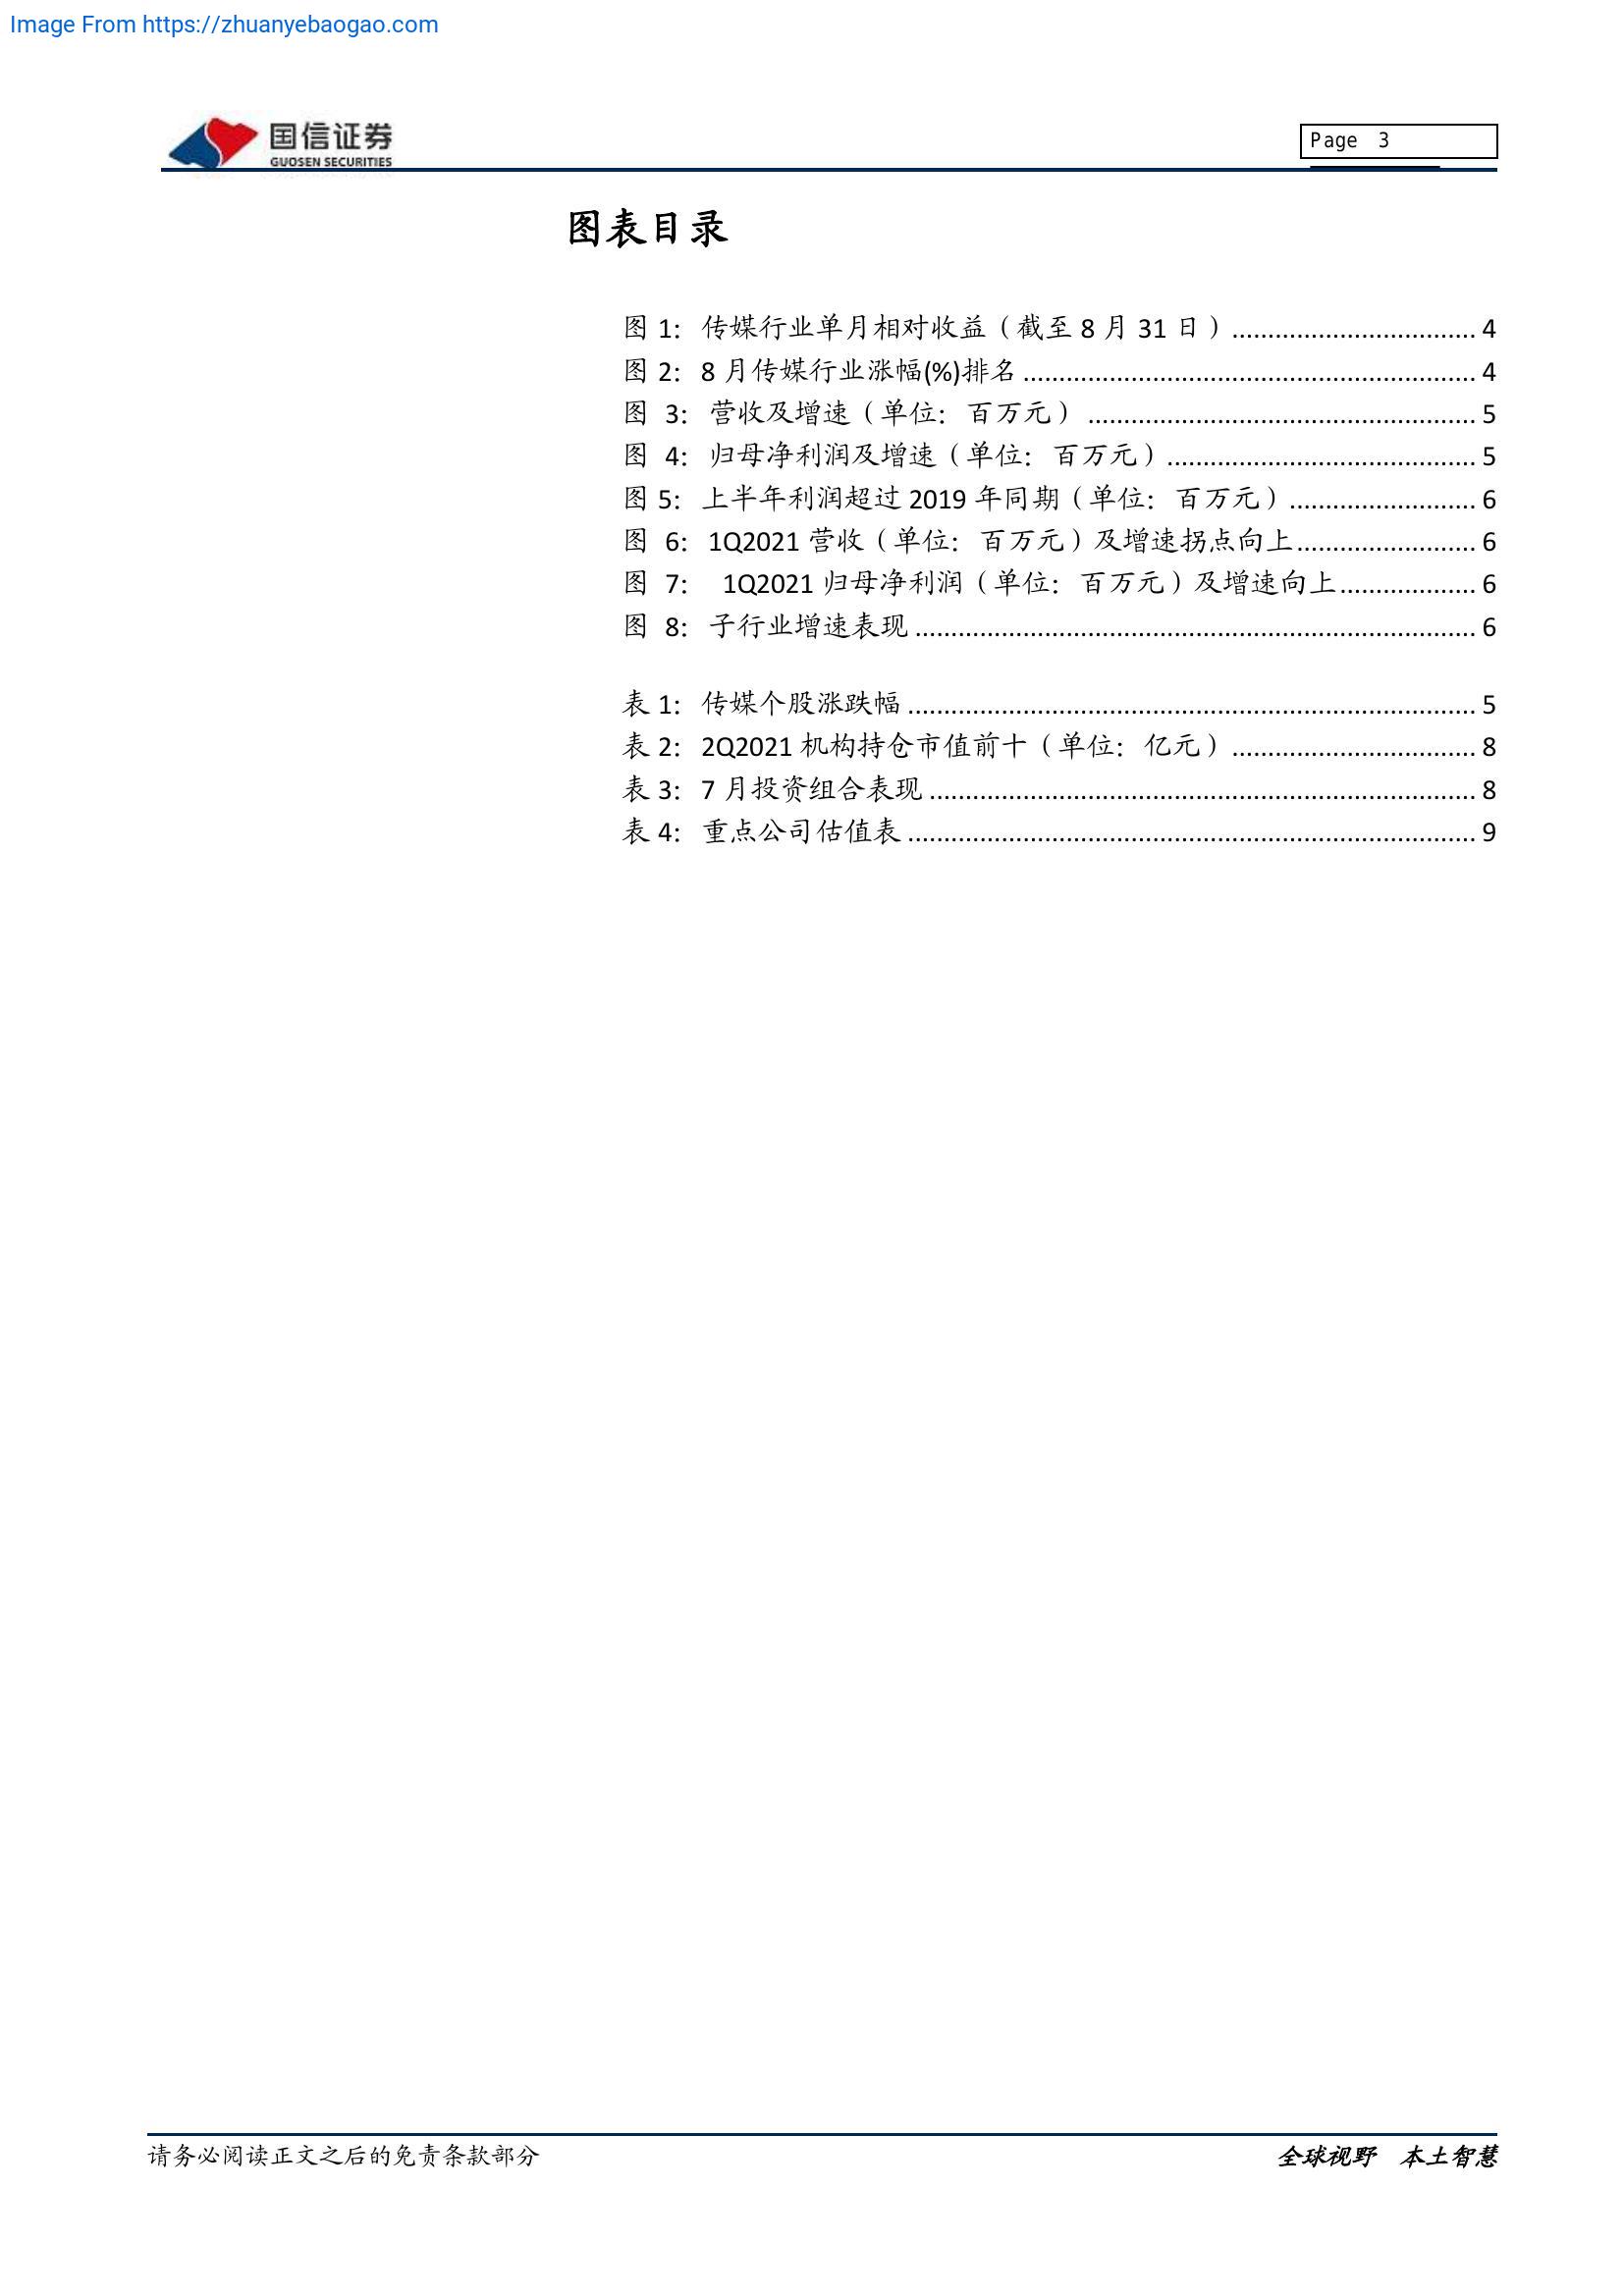 Image From https://zhuanyebaogao.com
国信证券
GUOSEN SECURITIES
Page 3
图表目录
图 1: 传媒行业单月相对收益（截至 8 月 31 日）.................................. 4
图 2: 8 月传媒行业涨幅(%)排名 ............................................................... 4
图 3: 营收及增速（单位：百万元） ...................................................... 5
图 4: 归母净利润及增速（单位：百万元）........................................... 5
图 5: 上半年利润超过 2019 年同期（单位：百万元）.......................... 6
图 6: 1Q2021 营收（单位：百万元）及增速拐点向上......................... 6
图 7: 1Q2021 归母净利润（单位：百万元）及增速向上................... 6
图 8: 子行业增速表现 .............................................................................. 6
表 1: 传媒个股涨跌幅 ............................................................................... 5
表 2: 2Q2021 机构持仓市值前十（单位：亿元）.................................. 8
表 3: 7 月投资组合表现 ............................................................................ 8
表 4: 重点公司估值表 ............................................................................... 9
请务必阅读正文之后的免责条款部分
全球视野 本土智慧